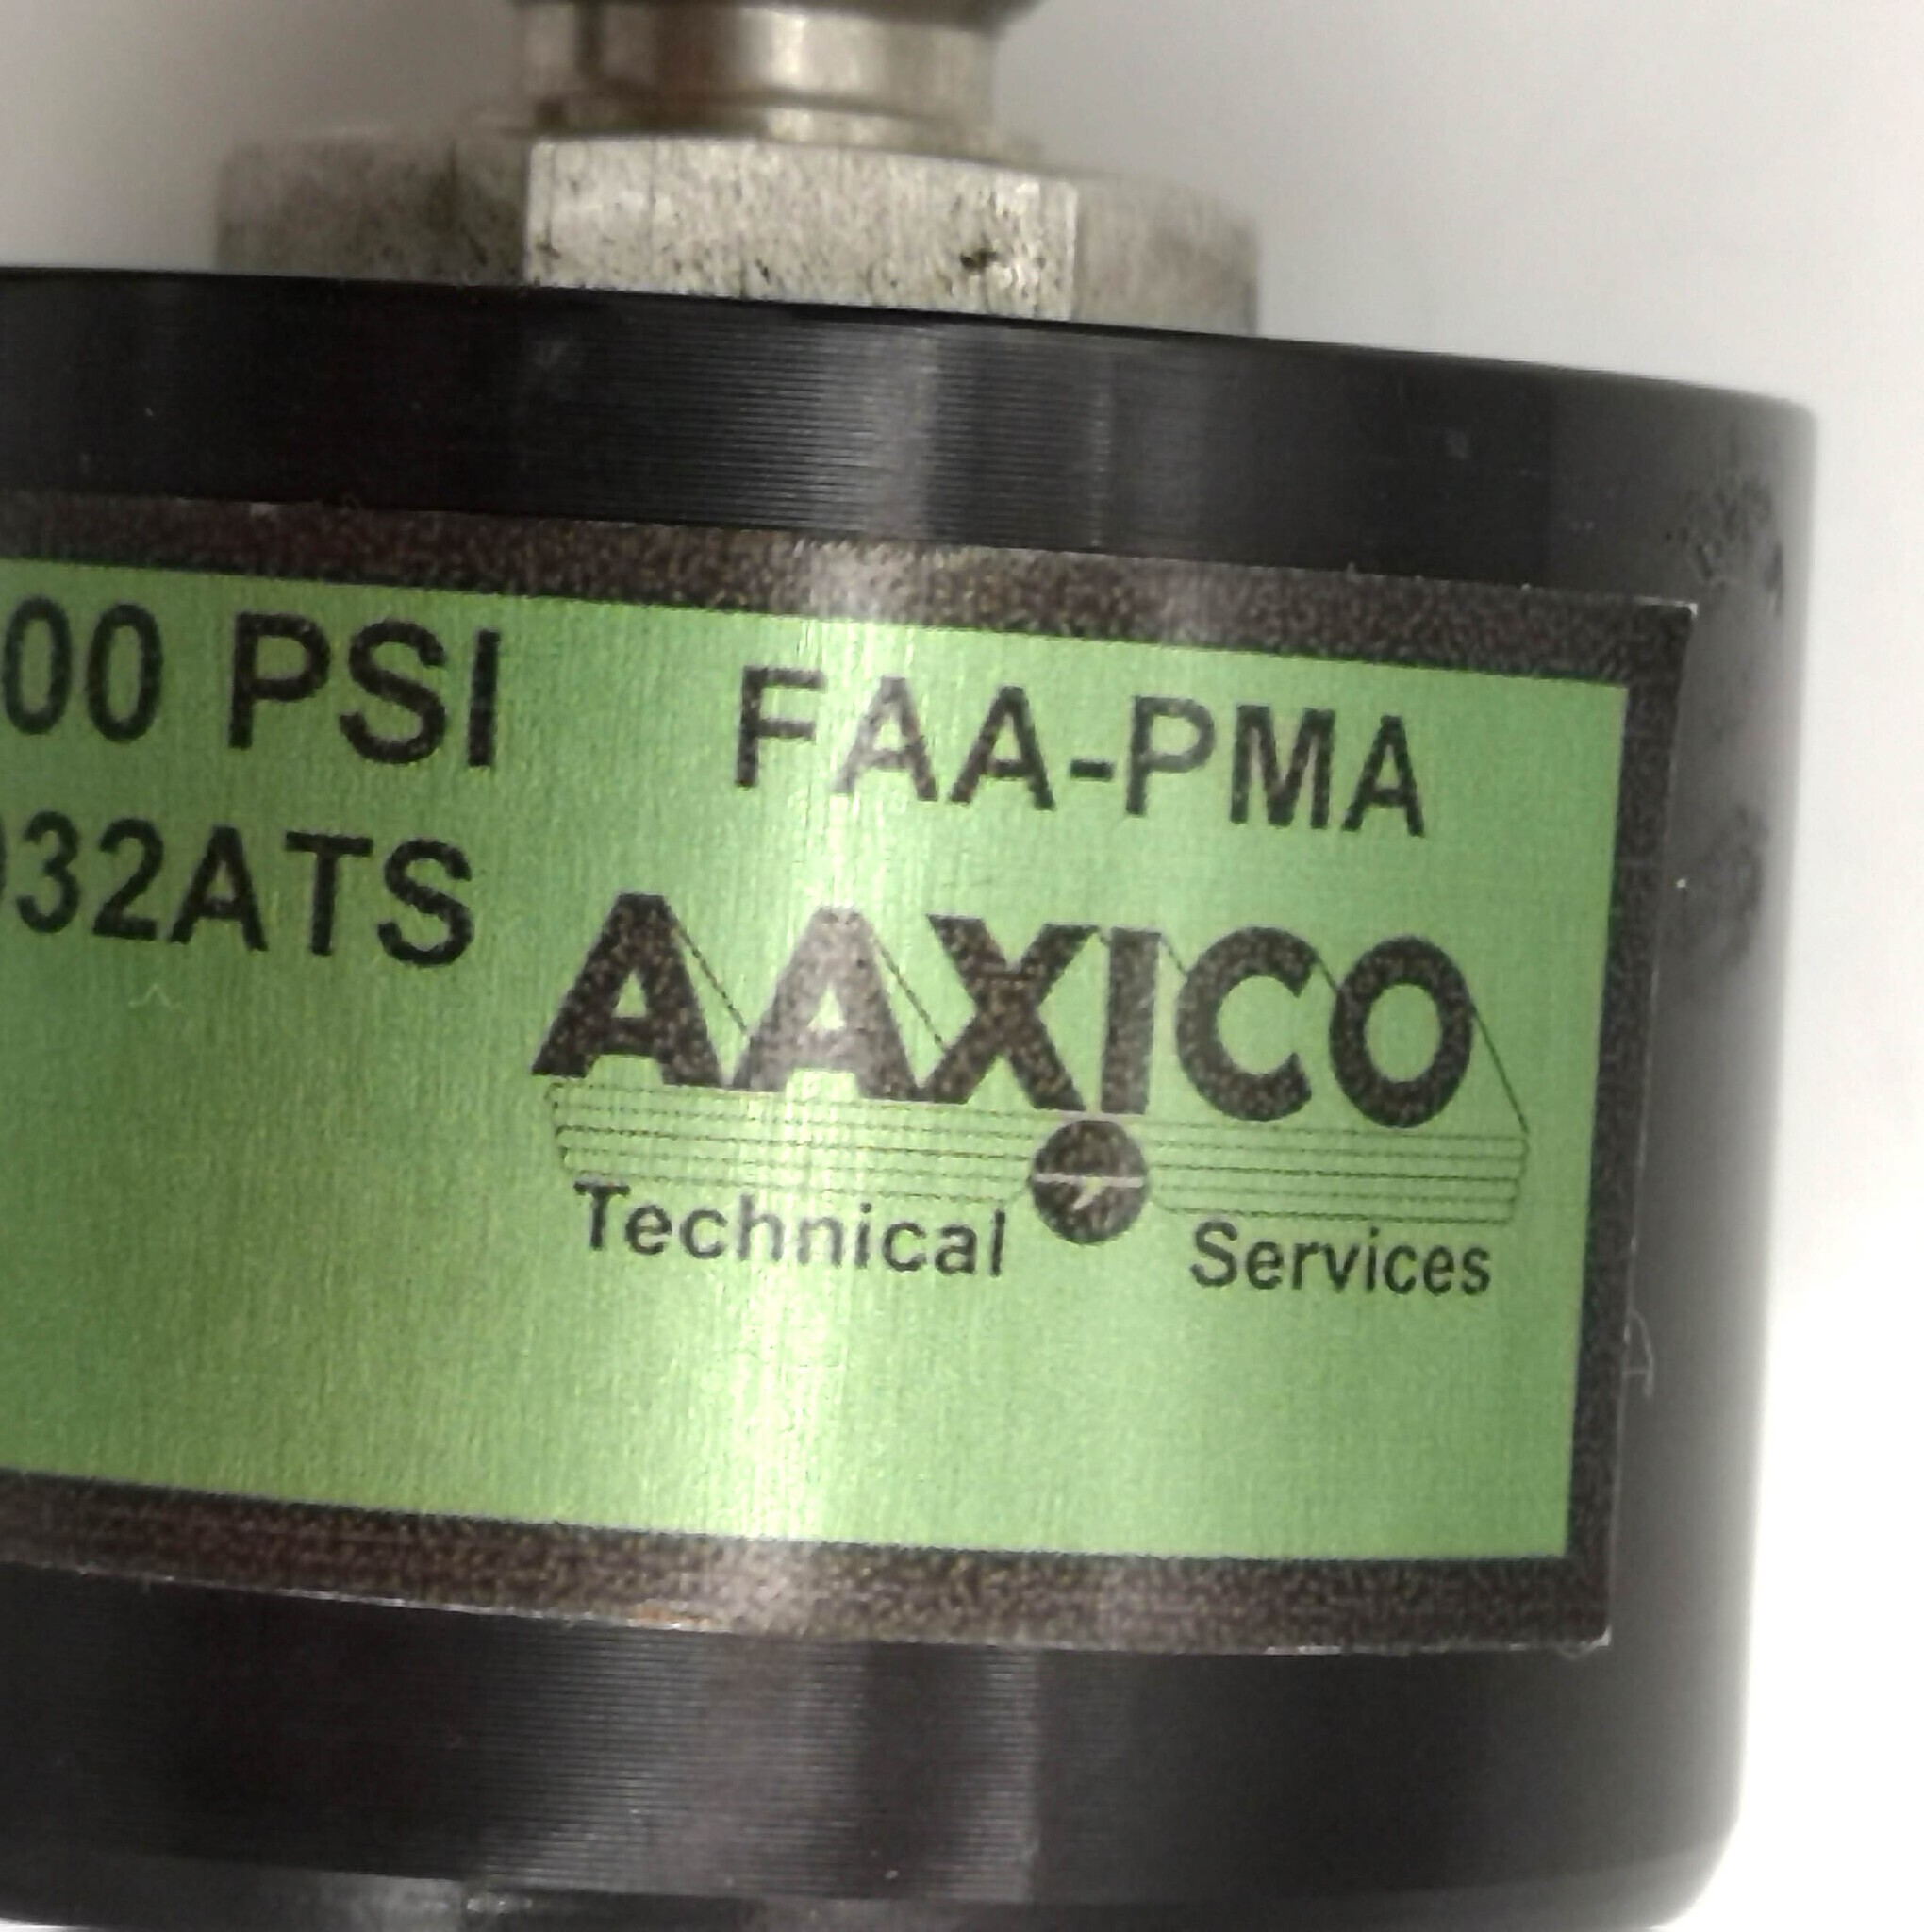 00 PSI
FAA-PMA
32ATS
AAXICO
Technical Services